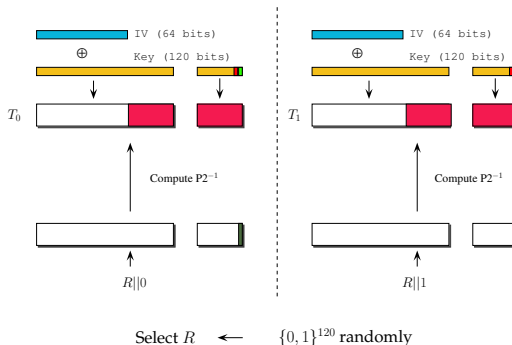 IV (64 bits)
⊕
Key (120 bits)
T₀
Compute P2⁻¹
R||0
IV (64 bits)
⊕
Key (120 bits)
T₁
Compute P2⁻¹
R||1
Select R ← {0, 1}¹²⁰ randomly